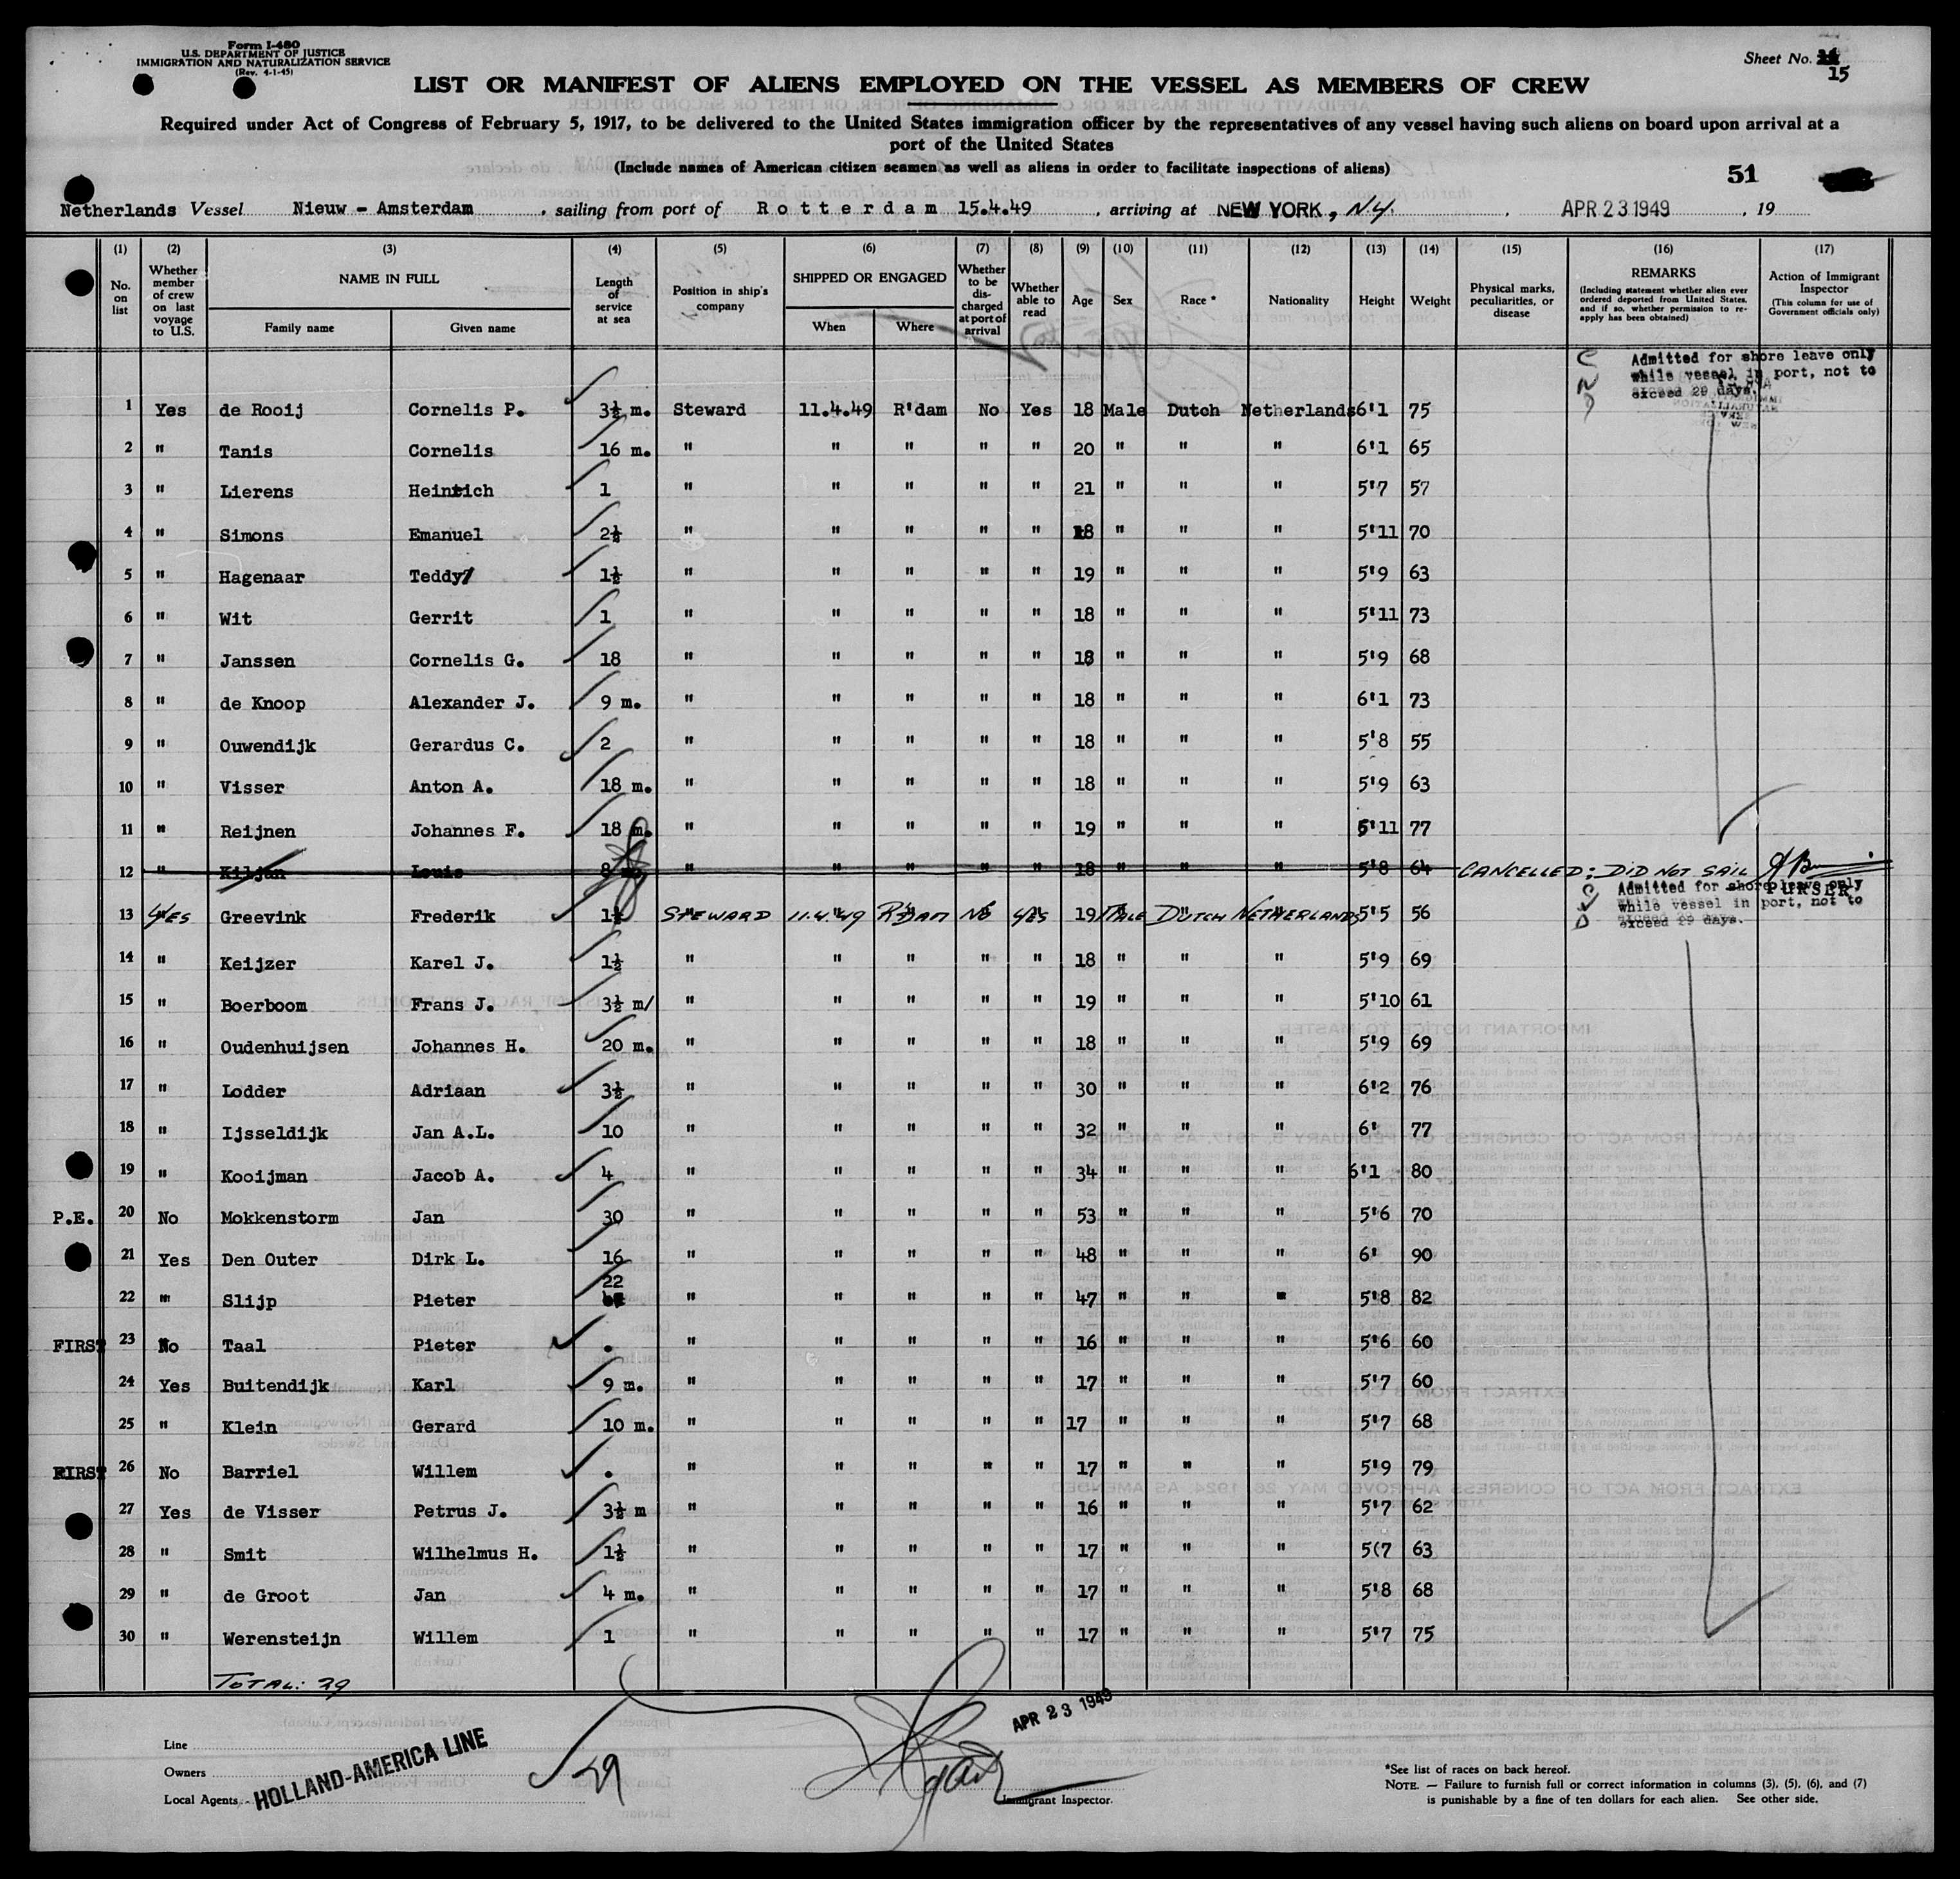 Form I-480
U.S. DEPARTMENT OF JUSTICE
IMMIGRATION AND NATURALIZATION SERVICE
(Rev. 4-1-45)
Sheet No.
15
LIST OR MANIFEST OF ALIENS EMPLOYED ON THE VESSEL AS MEMBERS OF CREW
Required under Act of Congress of February 5, 1917, to be delivered to the United States immigration officer by the representatives of any vessel having such aliens on board upon arrival at a
port of the United States
(Include names of American citizen seamen as well as aliens in order to facilitate inspections of aliens)
51
Netherlands Vessel Nieuw - Amsterdam, sailing from port of Rotterdam 15.4.49, arriving at NEW YORK, N.Y., APR 23 1949, 19
(1) (2) (3) (4) (5) (6) (7) (8) (9) (10) (11) (12) (13) (14) (15) (16) (17)
No. on list
Whether member of crew on last voyage to U.S.
NAME IN FULL
Family name Given name
Length of service at sea
Position in ship's company
SHIPPED OR ENGAGED
When Where
Whether to be discharged at port of arrival
Whether able to read
Age Sex Race * Nationality Height Weight
Physical marks, peculiarities, or disease
REMARKS
(Including statement whether alien ever ordered deported from United States, and if so, whether permission to reapply has been obtained)
Action of Immigrant Inspector
(This column for use of Government officials only)
Admitted for shore leave only
while vessel in port, not to
exceed 29 days.
1 Yes de Rooij Cornelis P. 3½ m. Steward 11.4.49 R'dam No Yes 18 Male Dutch Netherlands 6'1 75
2 " Tanis Cornelis 16 m. " " " " " 20 " " " 6'1 65
3 " Lierens Heinrich 1 " " " " " 21 " " " 5'7 57
4 " Simons Emanuel 2½ " " " " " 18 " " " 5'11 70
5 " Hagenaar Teddy 1½ " " " " " 19 " " " 5'9 63
6 " Wit Gerrit 1 " " " " " 18 " " " 5'11 73
7 " Janssen Cornelis G. 18 " " " " " 18 " " " 5'9 68
8 " de Knoop Alexander J. 9 m. " " " " " 18 " " " 6'1 73
9 " Ouwendijk Gerardus C. 2 " " " " " 18 " " " 5'8 55
10 " Visser Anton A. 18 m. " " " " " 18 " " " 5'9 63
11 " Reijnen Johannes F. 18 m. " " " " " 19 " " " 5'11 77
12 " Kiljan Louis 8 m. " " " " " 18 " " " 5'8 64 CANCELLED; DID NOT SAIL
PURSER
Admitted for shore leave only
while vessel in port, not to
exceed 29 days.
13 YES Greevink Frederik 1½ STEWARD 11.4.49 R'DAM NO YES 19 MALE DUTCH NETHERLANDS 5'5 56
14 " Keijzer Karel J. 1½ " " " " " 18 " " " 5'9 69
15 " Boerboom Frans J. 3½ m/ " " " " " 19 " " " 5'10 61
16 " Oudenhuijsen Johannes H. 20 m. " " " " " 18 " " " 5'9 69
17 " Lodder Adriaan 3½ " " " " " 30 " " " 6'2 76
18 " Ijsseldijk Jan A.L. 10 " " " " " 32 " " " 6' 77
19 " Kooijman Jacob A. 4 " " " " " 34 " " " 6'1 80
P.E. 20 No Mokkenstorm Jan 30 " " " " " 53 " " " 5'6 70
21 Yes Den Outer Dirk L. 16 " " " " " 48 " " " 6' 90
22 " Slijp Pieter 22 " " " " " 47 " " " 5'8 82
FIRST 23 No Taal Pieter . " " " " " 16 " " " 5'6 60
24 Yes Buitendijk Karl 9 m. " " " " " 17 " " " 5'7 60
25 " Klein Gerard 10 m. " " " " " 17 " " " 5'7 68
FIRST 26 No Barriel Willem . " " " " " 17 " " " 5'9 79
27 Yes de Visser Petrus J. 3½ m " " " " " 16 " " " 5'7 62
28 " Smit Wilhelmus H. 1½ " " " " " 17 " " " 5(7 63
29 " de Groot Jan 4 m. " " " " " 17 " " " 5'8 68
30 " Werensteijn Willem 1 " " " " " 17 " " " 5'7 75
TOTAL: 29
APR 23 1949
Line
Owners
Local Agents
HOLLAND-AMERICA LINE
29
Immigrant Inspector.
*See list of races on back hereof.
NOTE. — Failure to furnish full or correct information in columns (3), (5), (6), and (7)
is punishable by a fine of ten dollars for each alien. See other side.